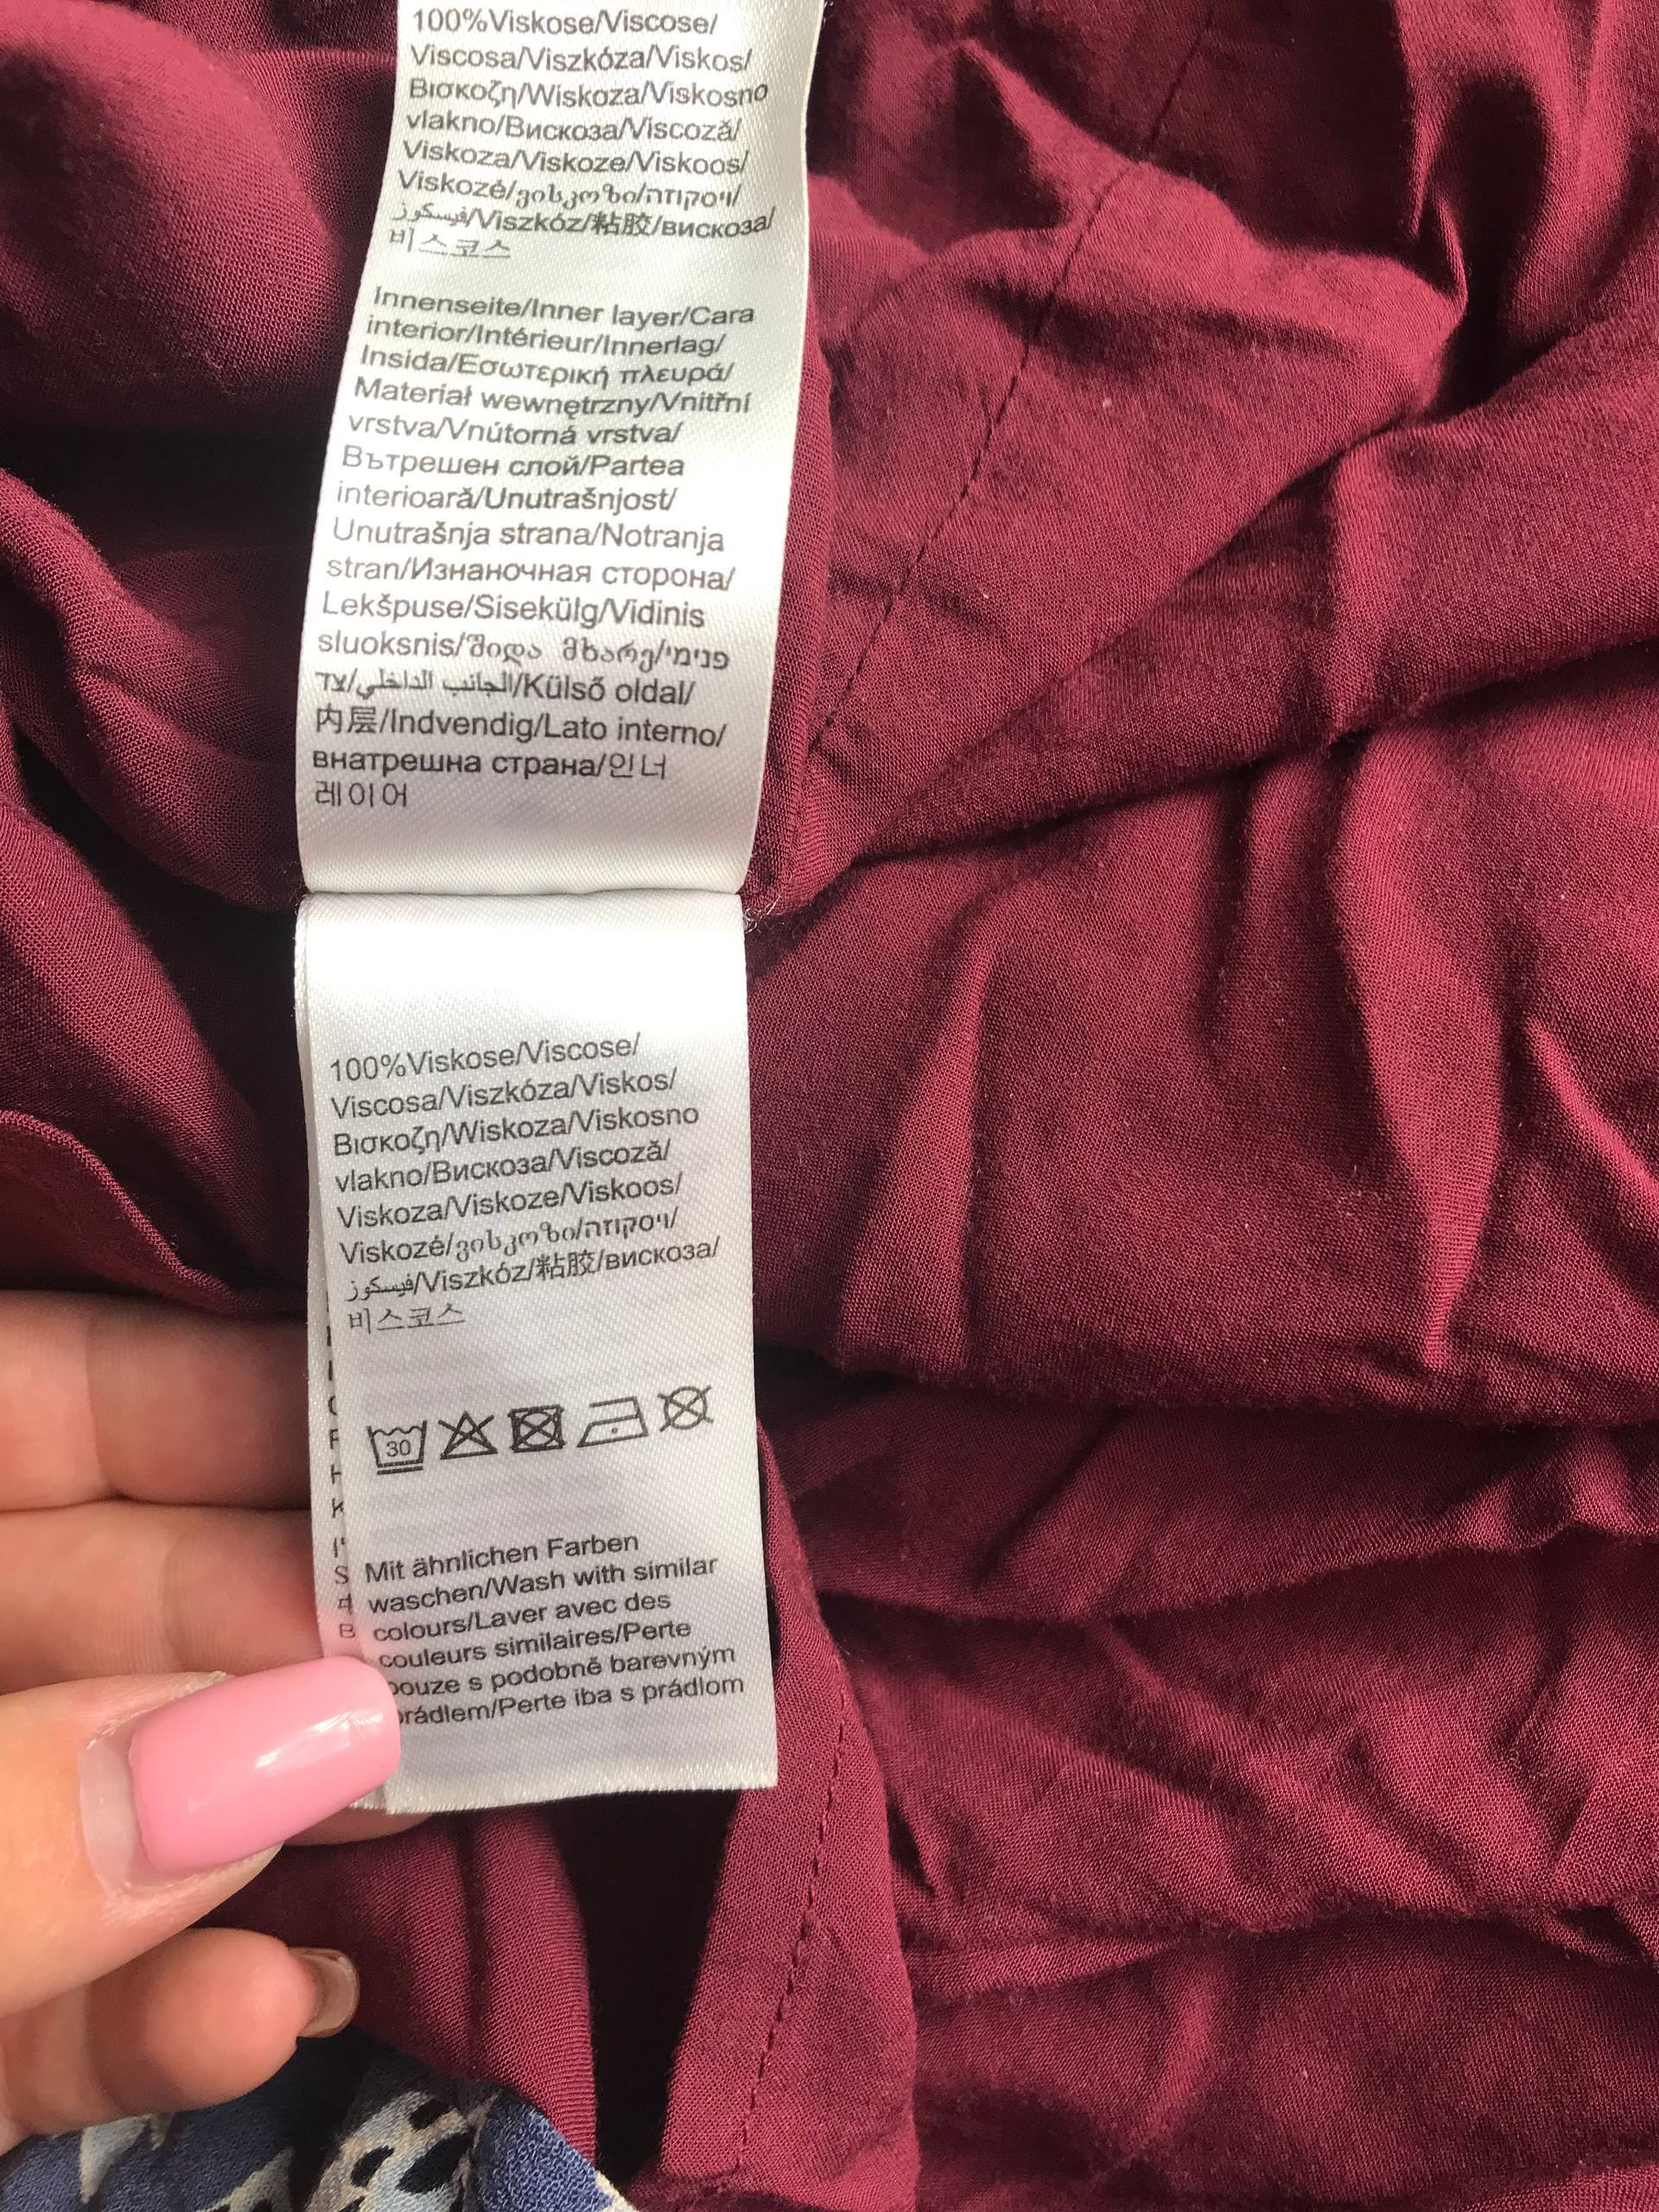 100%Viskose/Viscose/
Viscosa/Viszkóza/Viskos/
Βισκοζη/Wiskoza/Viskosno
vlakno/Вискоза/Viscoză/
Viskoza/Viskoze/Viskoos/
Viskozė/ვისკოზი/ויסקוזה/
فيسكوز/Viszkóz/粘胶/вискоза/
비스코스
Innenseite/Inner layer/Cara
interior/Intérieur/Innerlag/
Insida/Εσωτερική πλευρά/
Materiał wewnętrzny/Vnitřní
vrstva/Vnútorná vrstva/
Вътрешен слой/Partea
interioară/Unutrašnjost/
Unutrašnja strana/Notranja
stran/Изнаночная сторона/
Lekšpuse/Sisekülg/Vidinis
sluoksnis/შიდა მხარე/פנימי
צד/الجانب الداخلي/Külső oldal/
内层/Indvendig/Lato interno/
внатрешна страна/인너
레이어
100%Viskose/Viscose/
Viscosa/Viszkóza/Viskos/
Βισκοζη/Wiskoza/Viskosno
vlakno/Вискоза/Viscoză/
Viskoza/Viskoze/Viskoos/
Viskozė/ვისკოზი/ויסקוזה/
فيسكوز/Viszkóz/粘胶/вискоза/
비스코스
30
Mit ähnlichen Farben
waschen/Wash with similar
colours/Laver avec des
couleurs similaires/Perte
pouze s podobně barevným
prádlem/Perte iba s prádlom